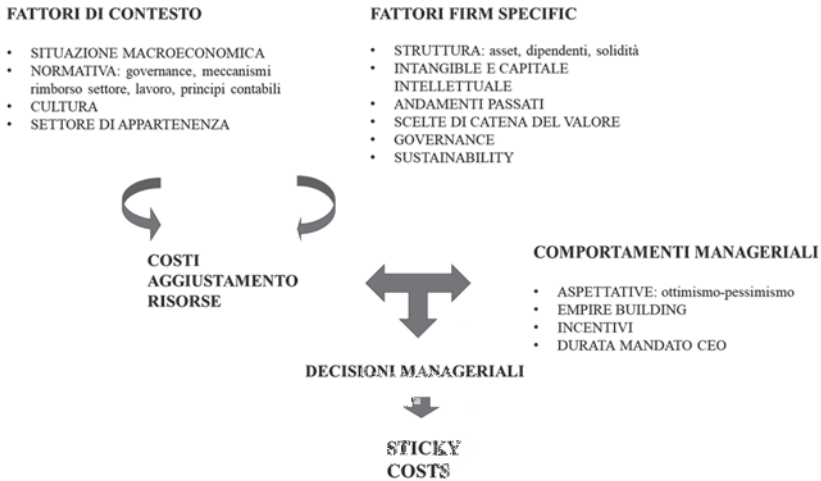 FATTORI DI CONTESTO
• SITUAZIONE MACROECONOMICA
• NORMATIVA: governance, meccanismi
rimborso settore, lavoro, principi contabili
• CULTURA
• SETTORE DI APPARTENENZA
FATTORI FIRM SPECIFIC
• STRUTTURA: asset, dipendenti, solidità
• INTANGIBLE E CAPITALE
INTELLETTUALE
• ANDAMENTI PASSATI
• SCELTE DI CATENA DEL VALORE
• GOVERNANCE
• SUSTAINABILITY
COSTI
AGGIUSTAMENTO
RISORSE
COMPORTAMENTI MANAGERIALI
• ASPETTATIVE: ottimismo-pessimismo
• EMPIRE BUILDING
• INCENTIVI
• DURATA MANDATO CEO
DECISIONI MANAGERIALI
STICKY
COSTS